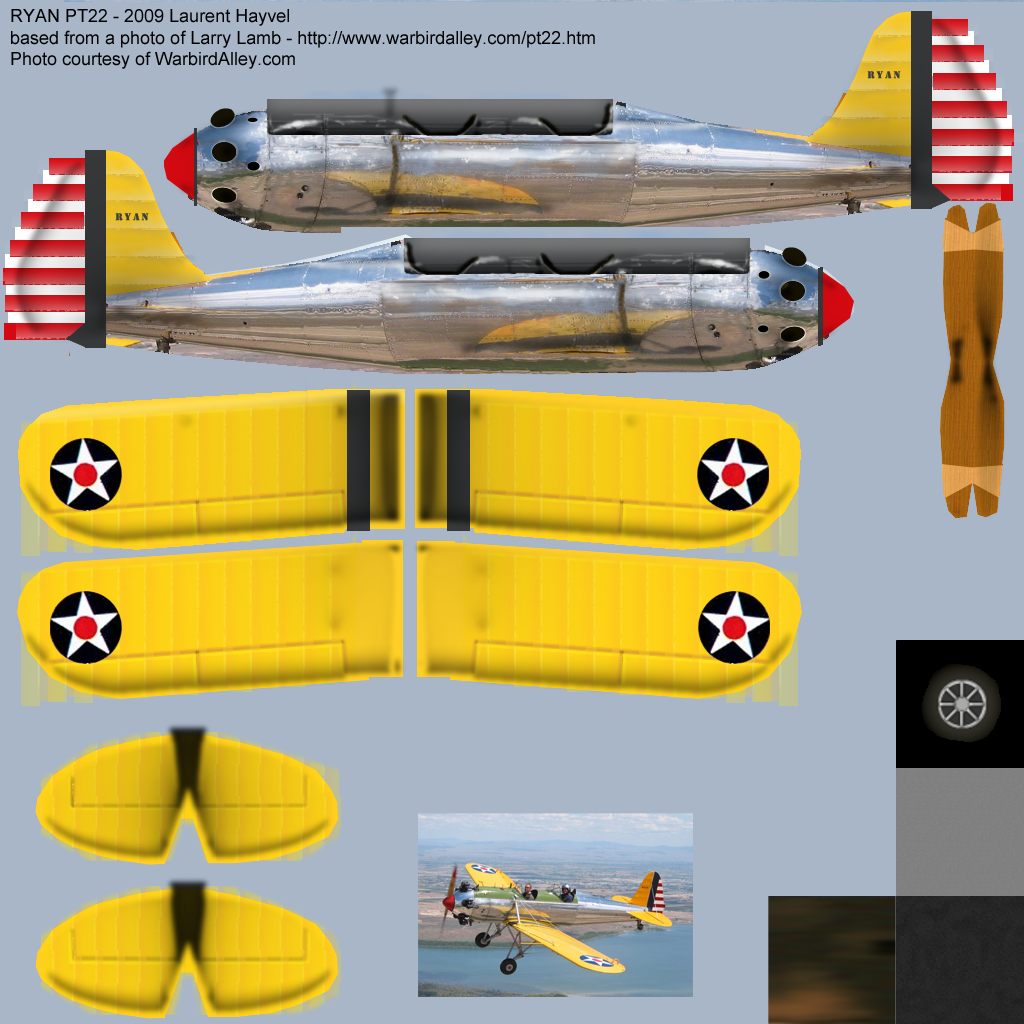 RYAN PT22 - 2009 Laurent Hayvel
based from a photo of Larry Lamb - http://www.warbirdalley.com/pt22.htm
Photo courtesy of WarbirdAlley.com
RYAN
RYAN